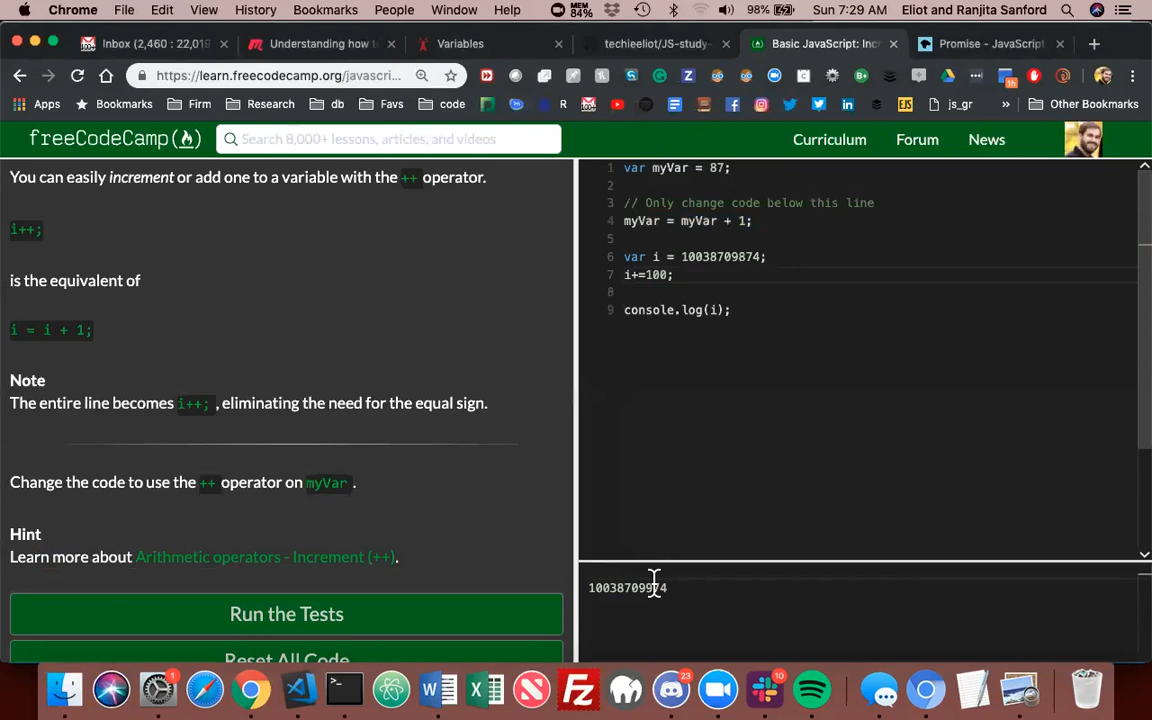 Chrome File Edit View History Bookmarks People Window Help MEM 84% 98% Sun 7:29 AM Eliot and Ranjita Sanford
Inbox (2,460 : 22,019 Understanding how t Variables techieeliot/JS-study- Basic JavaScript: Inc Promise - JavaScript
https://learn.freecodecamp.org/javascri...
Apps Bookmarks Firm Research db Favs code R EJS js_gr » Other Bookmarks
freeCodeCamp Search 8,000+ lessons, articles, and videos Curriculum Forum News
You can easily increment or add one to a variable with the ++ operator.
i++;
is the equivalent of
i = i + 1;
Note
The entire line becomes i++; , eliminating the need for the equal sign.
Change the code to use the ++ operator on myVar .
Hint
Learn more about Arithmetic operators - Increment (++).
Run the Tests
Reset All Code
1 var myVar = 87;
2
3 // Only change code below this line
4 myVar = myVar + 1;
5
6 var i = 10038709874;
7 i+=100;
8
9 console.log(i);
10038709974
1
23
10